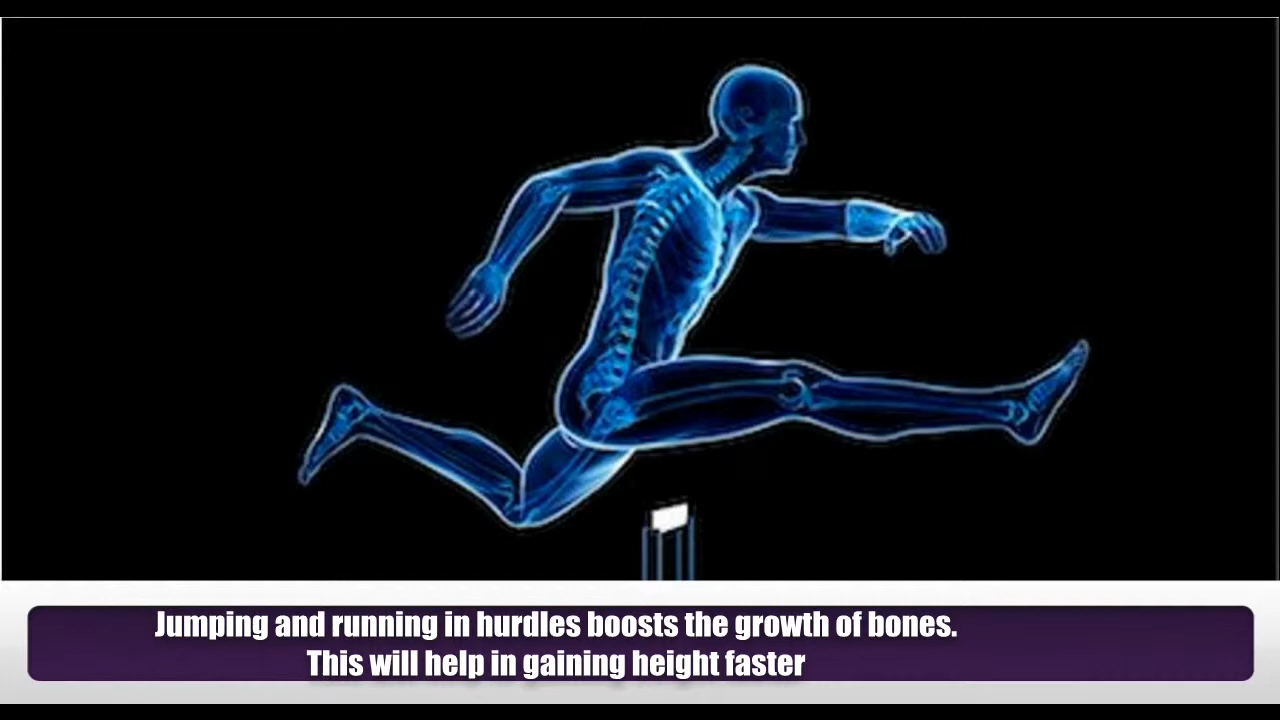 Jumping and running in hurdles boosts the growth of bones.
This will help in gaining height faster